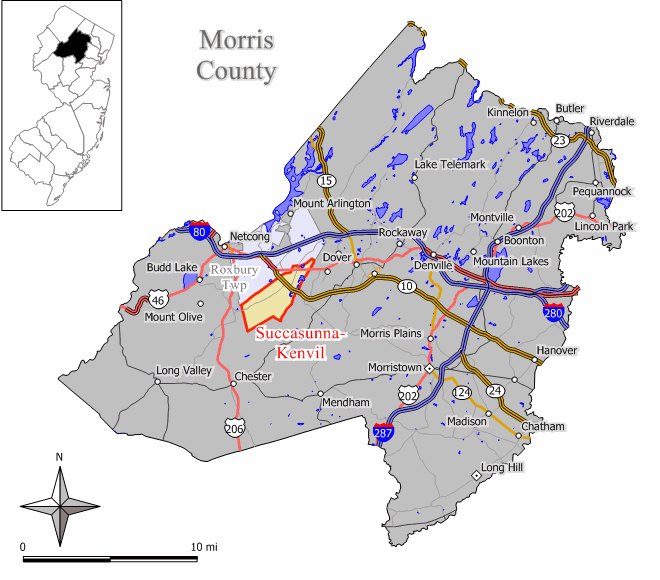 Morris
County
Kinnelon
Butler
Riverdale
23
Lake Telemark
15
Pequannock
Mount Arlington
Montville
202
Lincoln Park
80
Netcong
Rockaway
Boonton
Dover
Mountain Lakes
Budd Lake
Roxbury
Twp
Denville
46
10
280
Mount Olive
Succasunna-
Kenvil
Morris Plains
Hanover
Long Valley
Chester
Morristown
202
124
24
Mendham
Madison
206
287
Chatham
N
Long Hill
0
10 mi